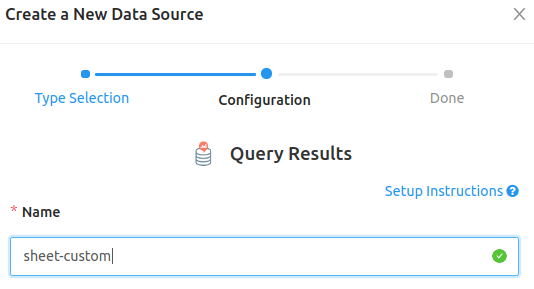 Create a New Data Source
Type Selection
Configuration
Done
Query Results
Setup Instructions
* Name
sheet-custom